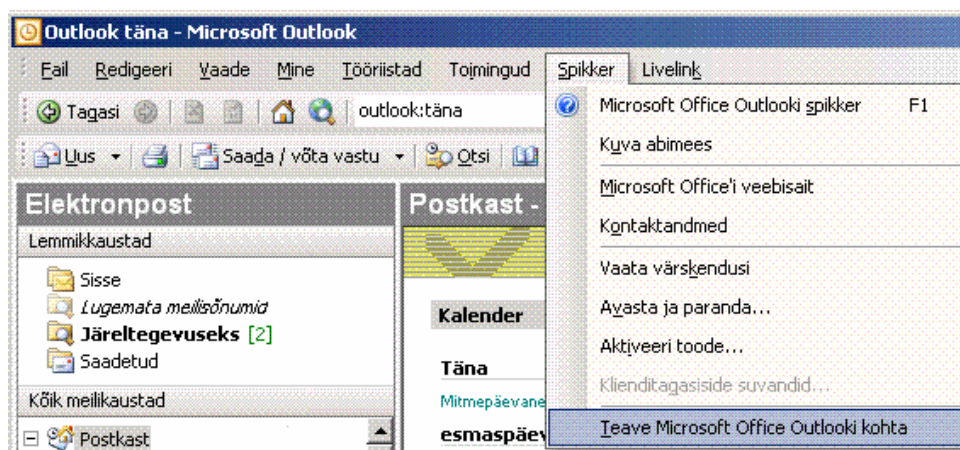 Outlook täna - Microsoft Outlook
Fail Redigeeri Vaade Mine Tööriistad Toimingud Spikker Livelink
Tagasi outlook:täna
Uus Saada / võta vastu Otsi
Elektronpost
Lemmikkaustad
Sisse
Lugemata meilisõnumid
Järeltegevuseks [2]
Saadetud
Kõik meilikaustad
Postkast
Postkast -
Kalender
Täna
Mitmepäevane
esmaspäev
Microsoft Office Outlooki spikker F1
Kuva abimees
Microsoft Office'i veebisait
Kontaktandmed
Vaata värskendusi
Avasta ja paranda...
Aktiveeri toode...
Klienditagasiside suvandid...
Teave Microsoft Office Outlooki kohta